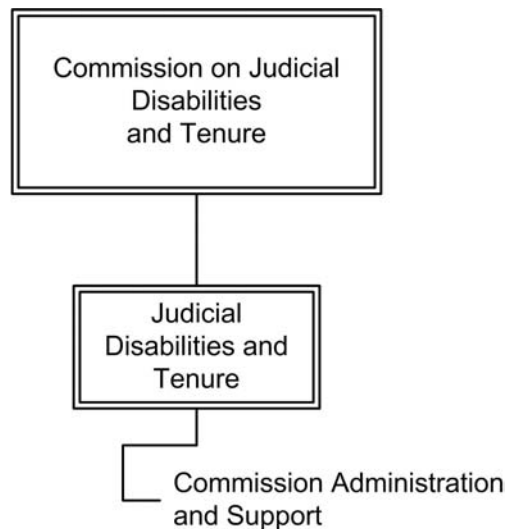 Commission on Judicial
Disabilities
and Tenure
Judicial
Disabilities and
Tenure
Commission Administration
and Support